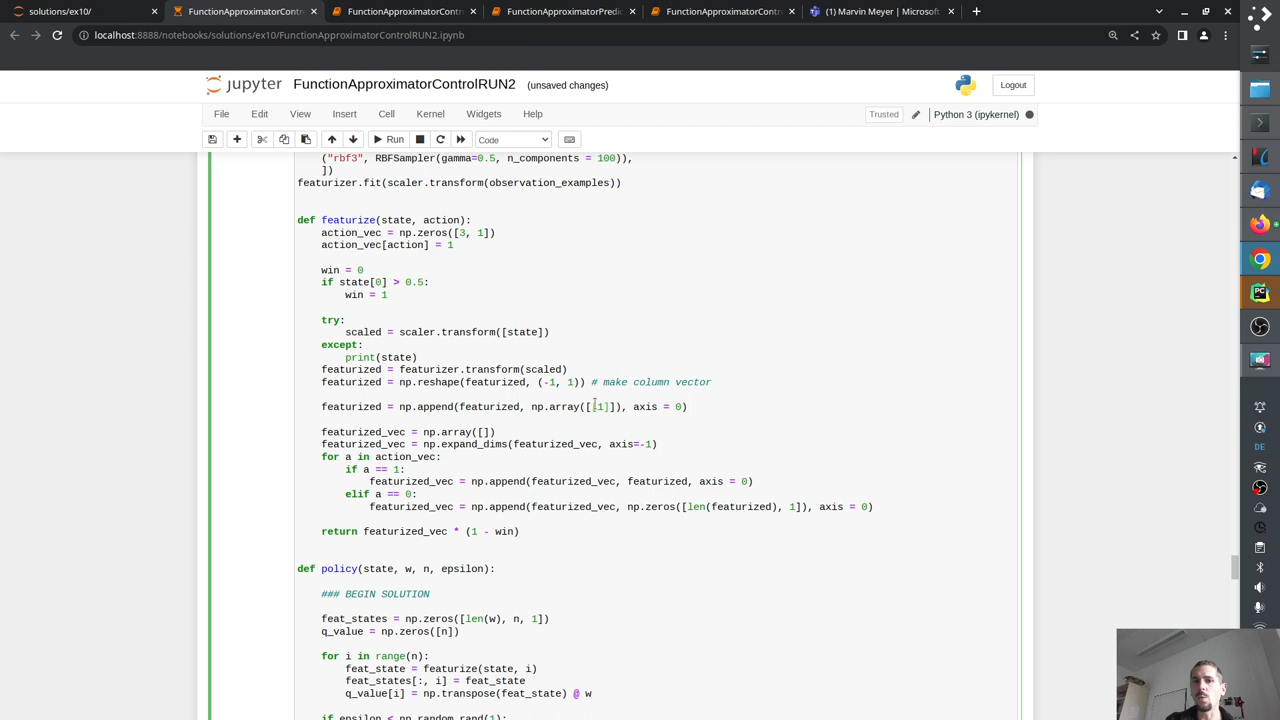 solutions/ex10/
FunctionApproximatorContr
FunctionApproximatorContr
FunctionApproximatorPredic
FunctionApproximatorContr
Marvin Meyer | Microsoft
localhost:8888/notebooks/solutions/ex10/FunctionApproximatorControlRUN2.ipynb
jupyter FunctionApproximatorControlRUN2 (unsaved changes)
Logout
File Edit View Insert Cell Kernel Widgets Help
Trusted
Python 3 (ipykernel)
Run
Code
("rbf3", RBFSampler(gamma=0.5, n_components = 100)),
])
featurizer.fit(scaler.transform(observation_examples))
def featurize(state, action):
action_vec = np.zeros([3, 1])
action_vec[action] = 1
win = 0
if state[0] > 0.5:
win = 1
try:
scaled = scaler.transform([state])
except:
print(state)
featurized = featurizer.transform(scaled)
featurized = np.reshape(featurized, (-1, 1)) # make column vector
featurized = np.append(featurized, np.array([[1]]), axis = 0)
featurized_vec = np.array([])
featurized_vec = np.expand_dims(featurized_vec, axis=-1)
for a in action_vec:
if a == 1:
featurized_vec = np.append(featurized_vec, featurized, axis = 0)
elif a == 0:
featurized_vec = np.append(featurized_vec, np.zeros([len(featurized), 1]), axis = 0)
return featurized_vec * (1 - win)
def policy(state, w, n, epsilon):
### BEGIN SOLUTION
feat_states = np.zeros([len(w), n, 1])
q_value = np.zeros([n])
for i in range(n):
feat_state = featurize(state, i)
feat_states[:, i] = feat_state
q_value[i] = np.transpose(feat_state) @ w
if epsilon < np.random.rand(1):
DE
PC